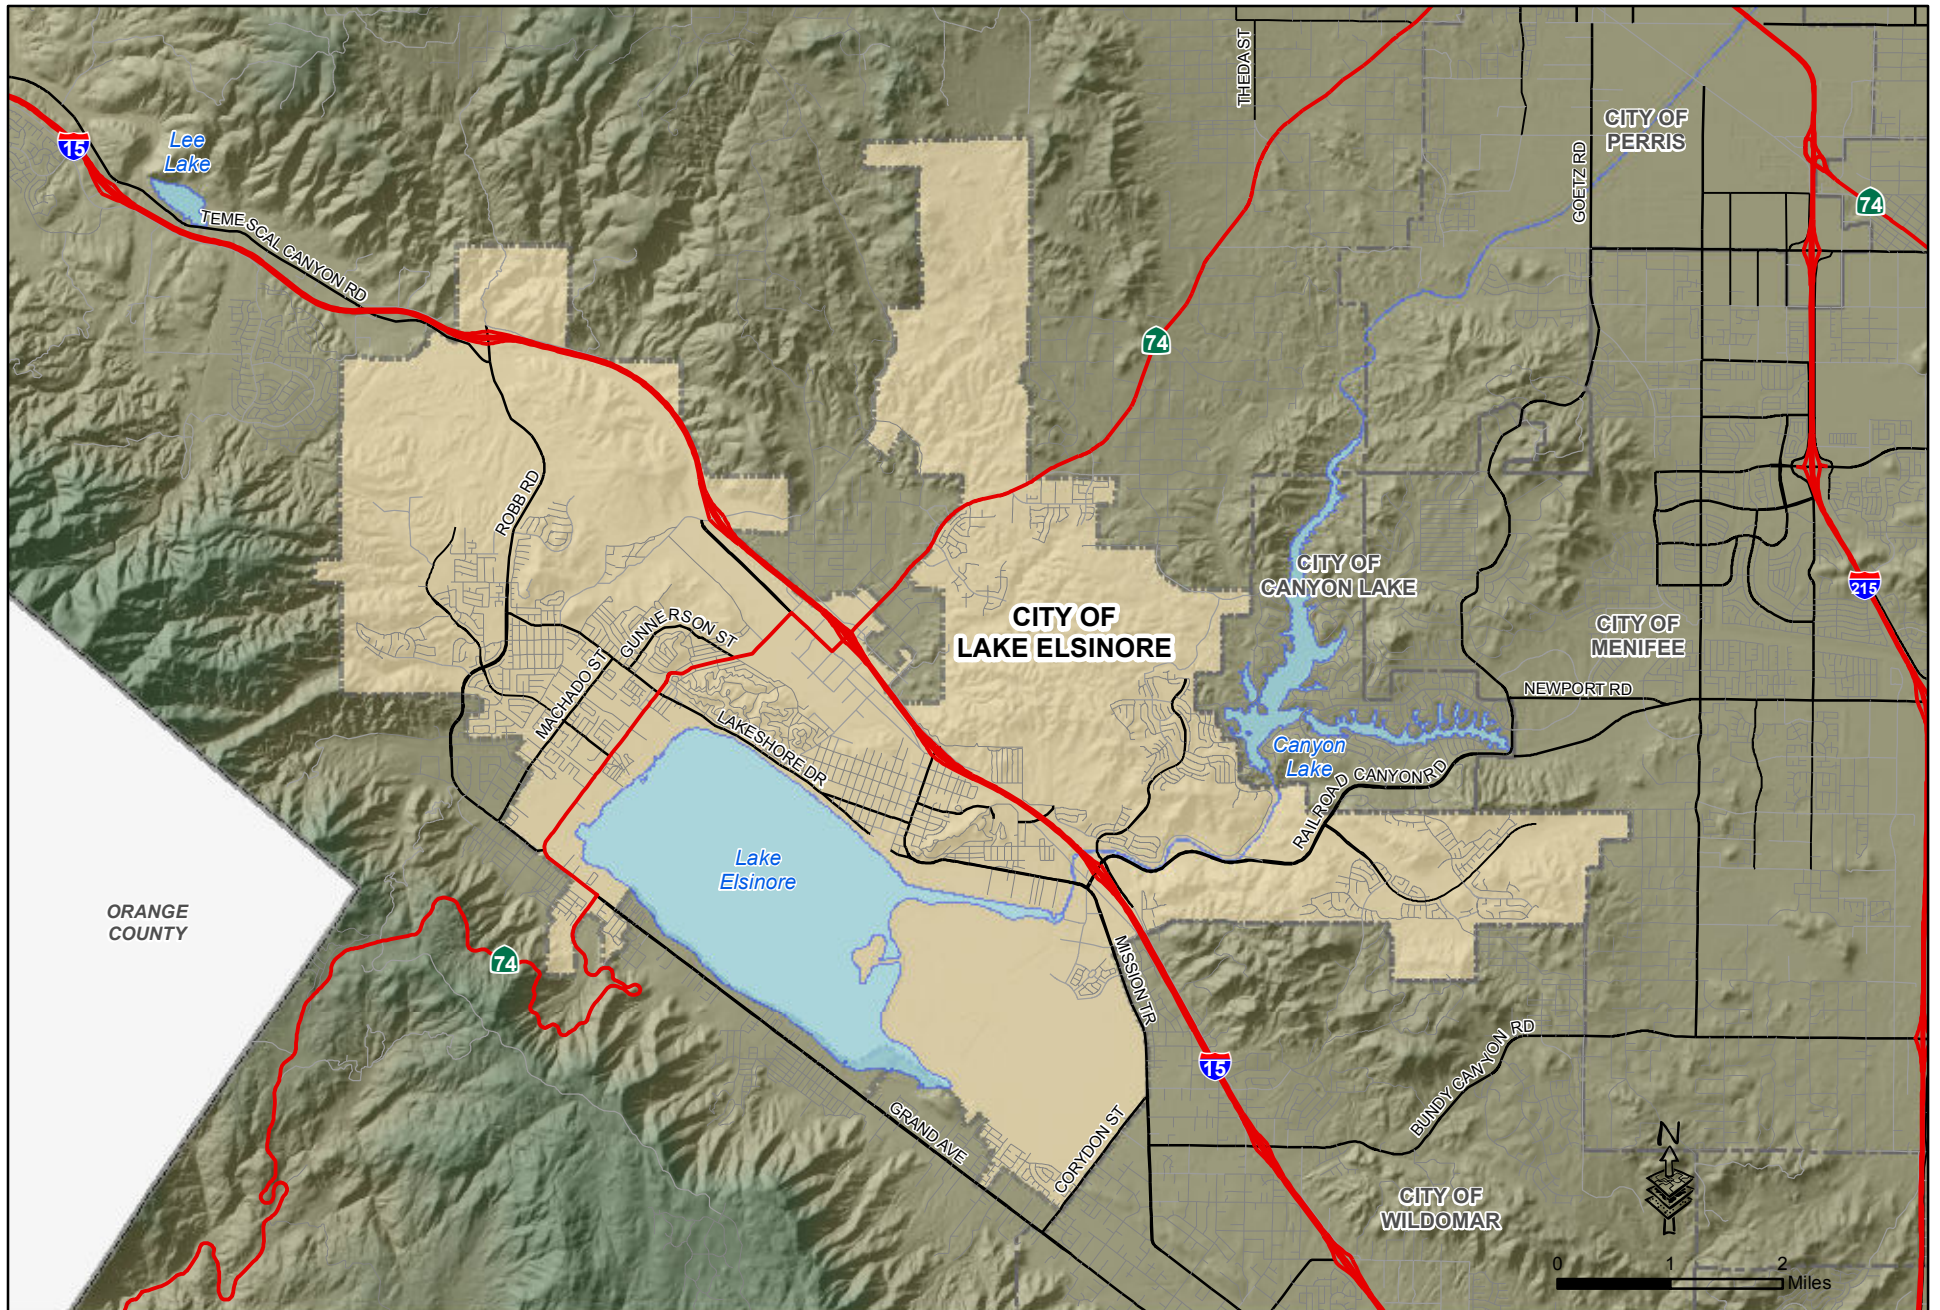 THEDA ST
CITY OF
PERRIS
15
Lee
Lake
GOETZ RD
74
TEMESCAL CANYON RD
74
ROBB RD
CITY OF
CANYON LAKE
215
CITY OF
LAKE ELSINORE
GUNNERSON ST
CITY OF
MENIFEE
MACHADO ST
NEWPORT RD
LAKESHORE DR
Canyon
Lake
RAILROAD CANYON RD
Lake
Elsinore
ORANGE
COUNTY
74
MISSION TR
15
BUNDY CANYON RD
GRAND AVE
CORYDON ST
N
CITY OF
WILDOMAR
0 1 2
Miles